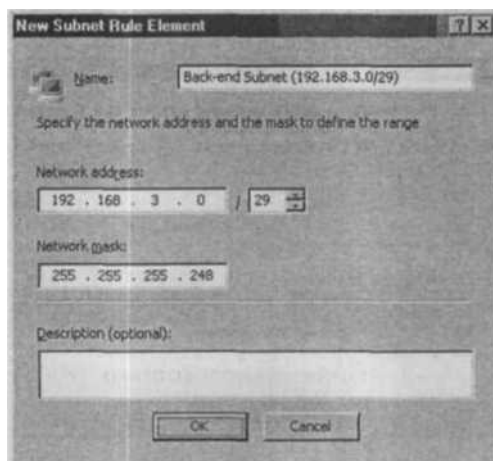 New Subnet Rule Element
Name: Back-end Subnet (192.168.3.0/29)
Specify the network address and the mask to define the range
Network address:
192 . 168 . 3 . 0 / 29
Network mask:
255 . 255 . 255 . 248
Description (optional):
OK Cancel